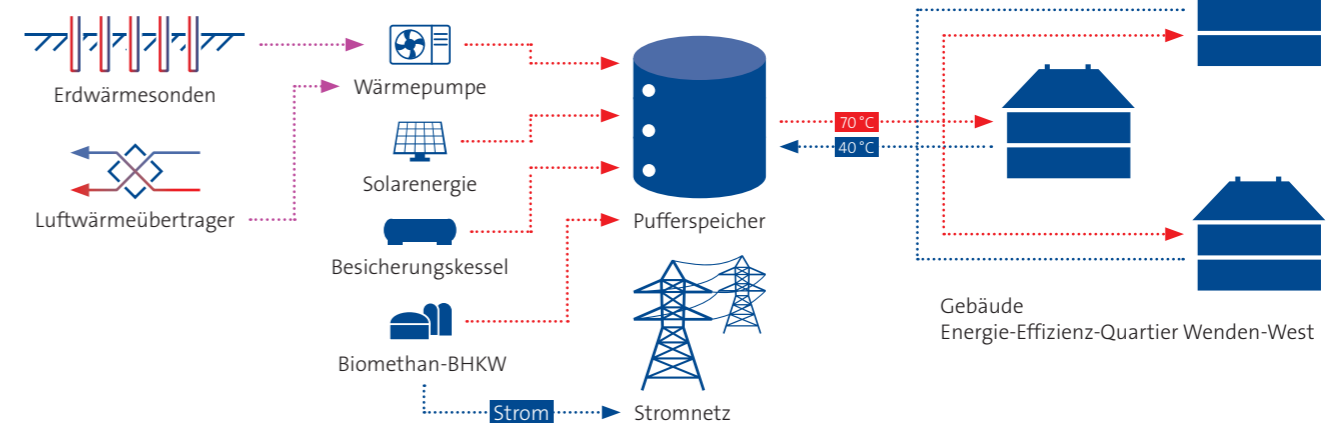 Erdwärmesonden
Luftwärmeübertrager
Wärmepumpe
Solarenergie
Besicherungskessel
Biomethan-BHKW
Strom
Pufferspeicher
Stromnetz
70 °C
40 °C
Gebäude
Energie-Effizienz-Quartier Wenden-West